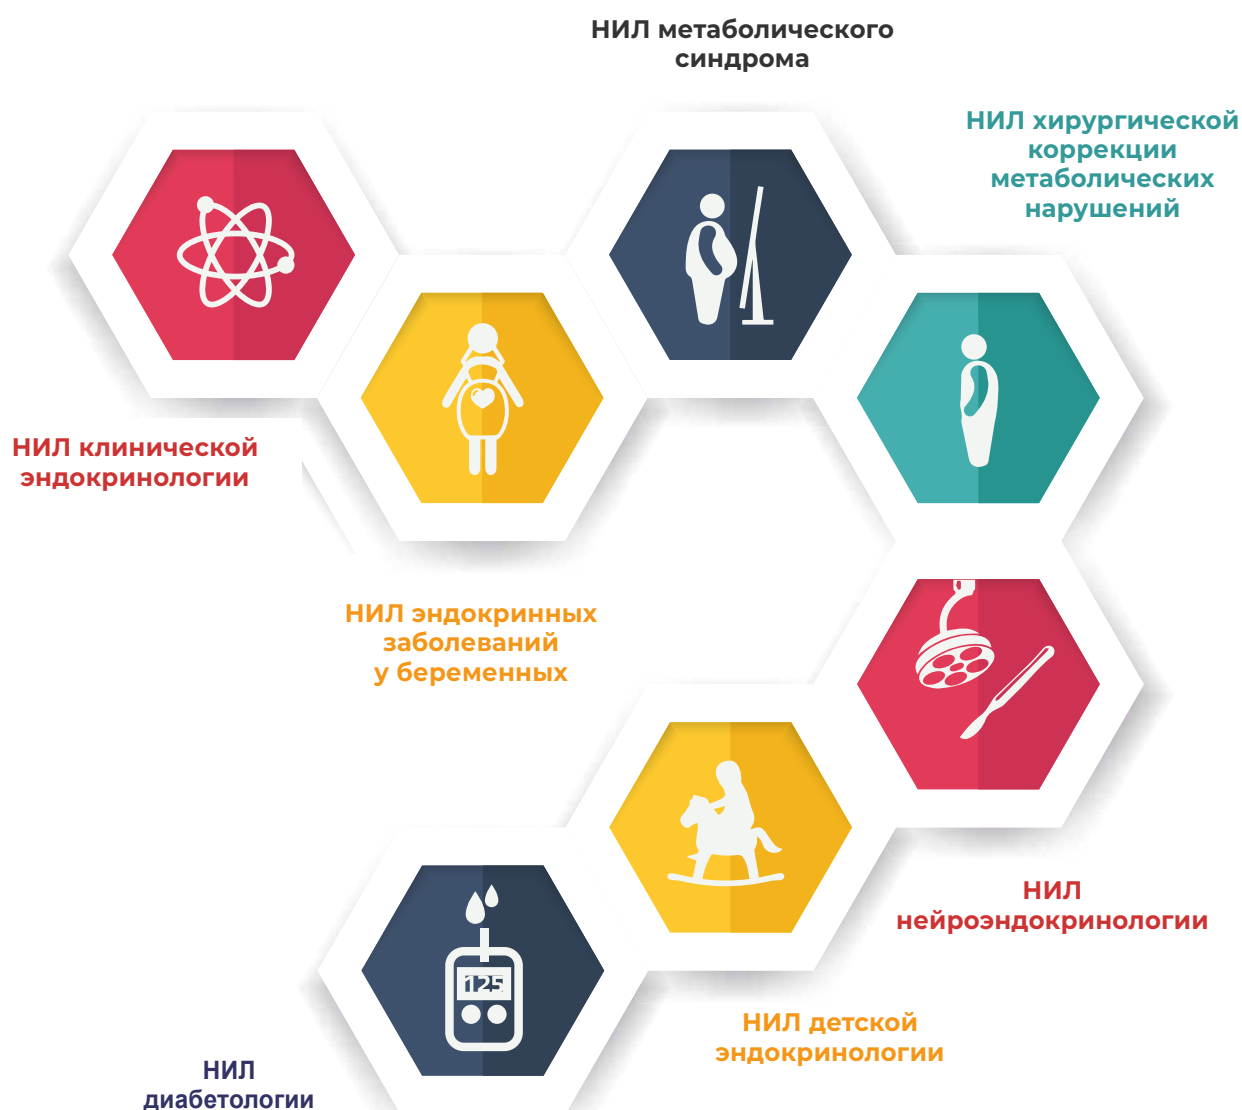 НИЛ метаболического
синдрома
НИЛ хирургической
коррекции
метаболических
нарушений
НИЛ клинической
эндокринологии
НИЛ эндокринных
заболеваний
у беременных
НИЛ
нейроэндокринологии
125
НИЛ детской
эндокринологии
НИЛ
диабетологии